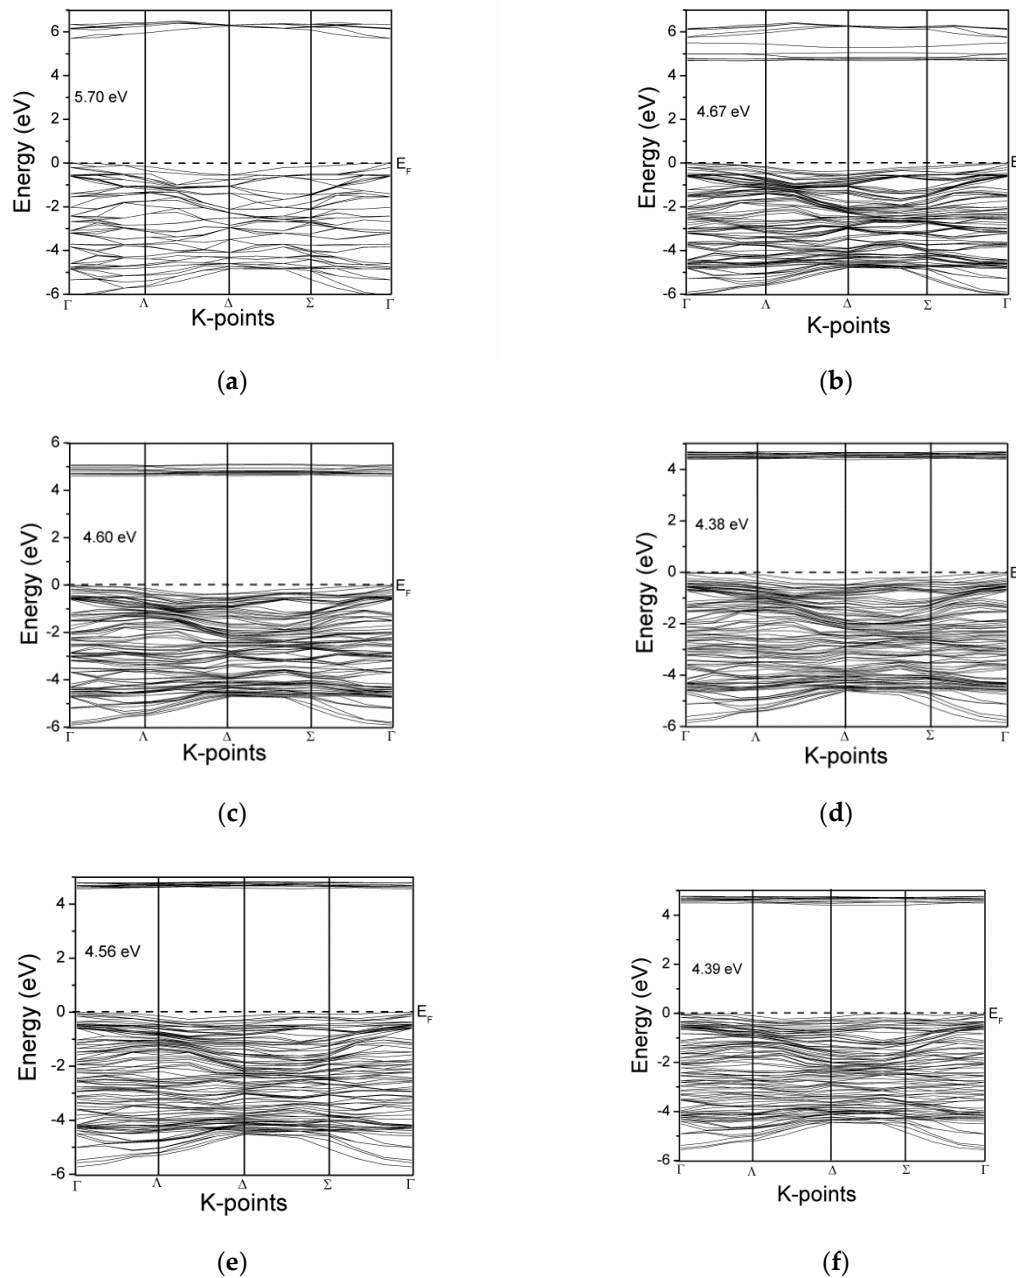 6
4
2
0
-2
-4
-6
Energy (eV)
5.70 eV
E_F
Γ Λ Δ Σ Γ
K-points
(a)
6
4
2
0
-2
-4
-6
Energy (eV)
4.67 eV
E
Γ Λ Δ Σ Γ
K-points
(b)
6
4
2
0
-2
-4
-6
Energy (eV)
4.60 eV
E_F
Γ Λ Δ Σ Γ
K-points
(c)
4
2
0
-2
-4
-6
Energy (eV)
4.38 eV
E
Γ Λ Δ Σ Γ
K-points
(d)
4
2
0
-2
-4
-6
Energy (eV)
4.56 eV
E_F
Γ Λ Δ Σ Γ
K-points
(e)
4
2
0
-2
-4
-6
Energy (eV)
4.39 eV
E_F
Γ Λ Δ Σ Γ
K-points
(f)